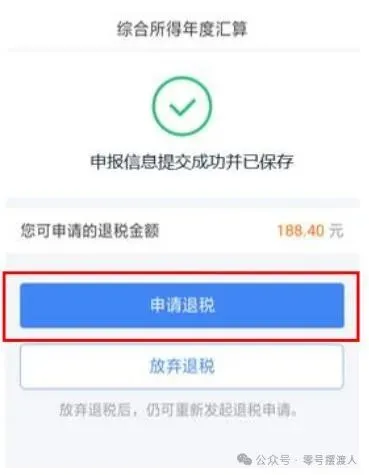 综合所得年度汇算
申报信息提交成功并已保存
您可申请的退税金额 188.40 元
申请退税
放弃退税
放弃退税后，仍可重新发起退税申请。
公众号 · 零号摆渡人